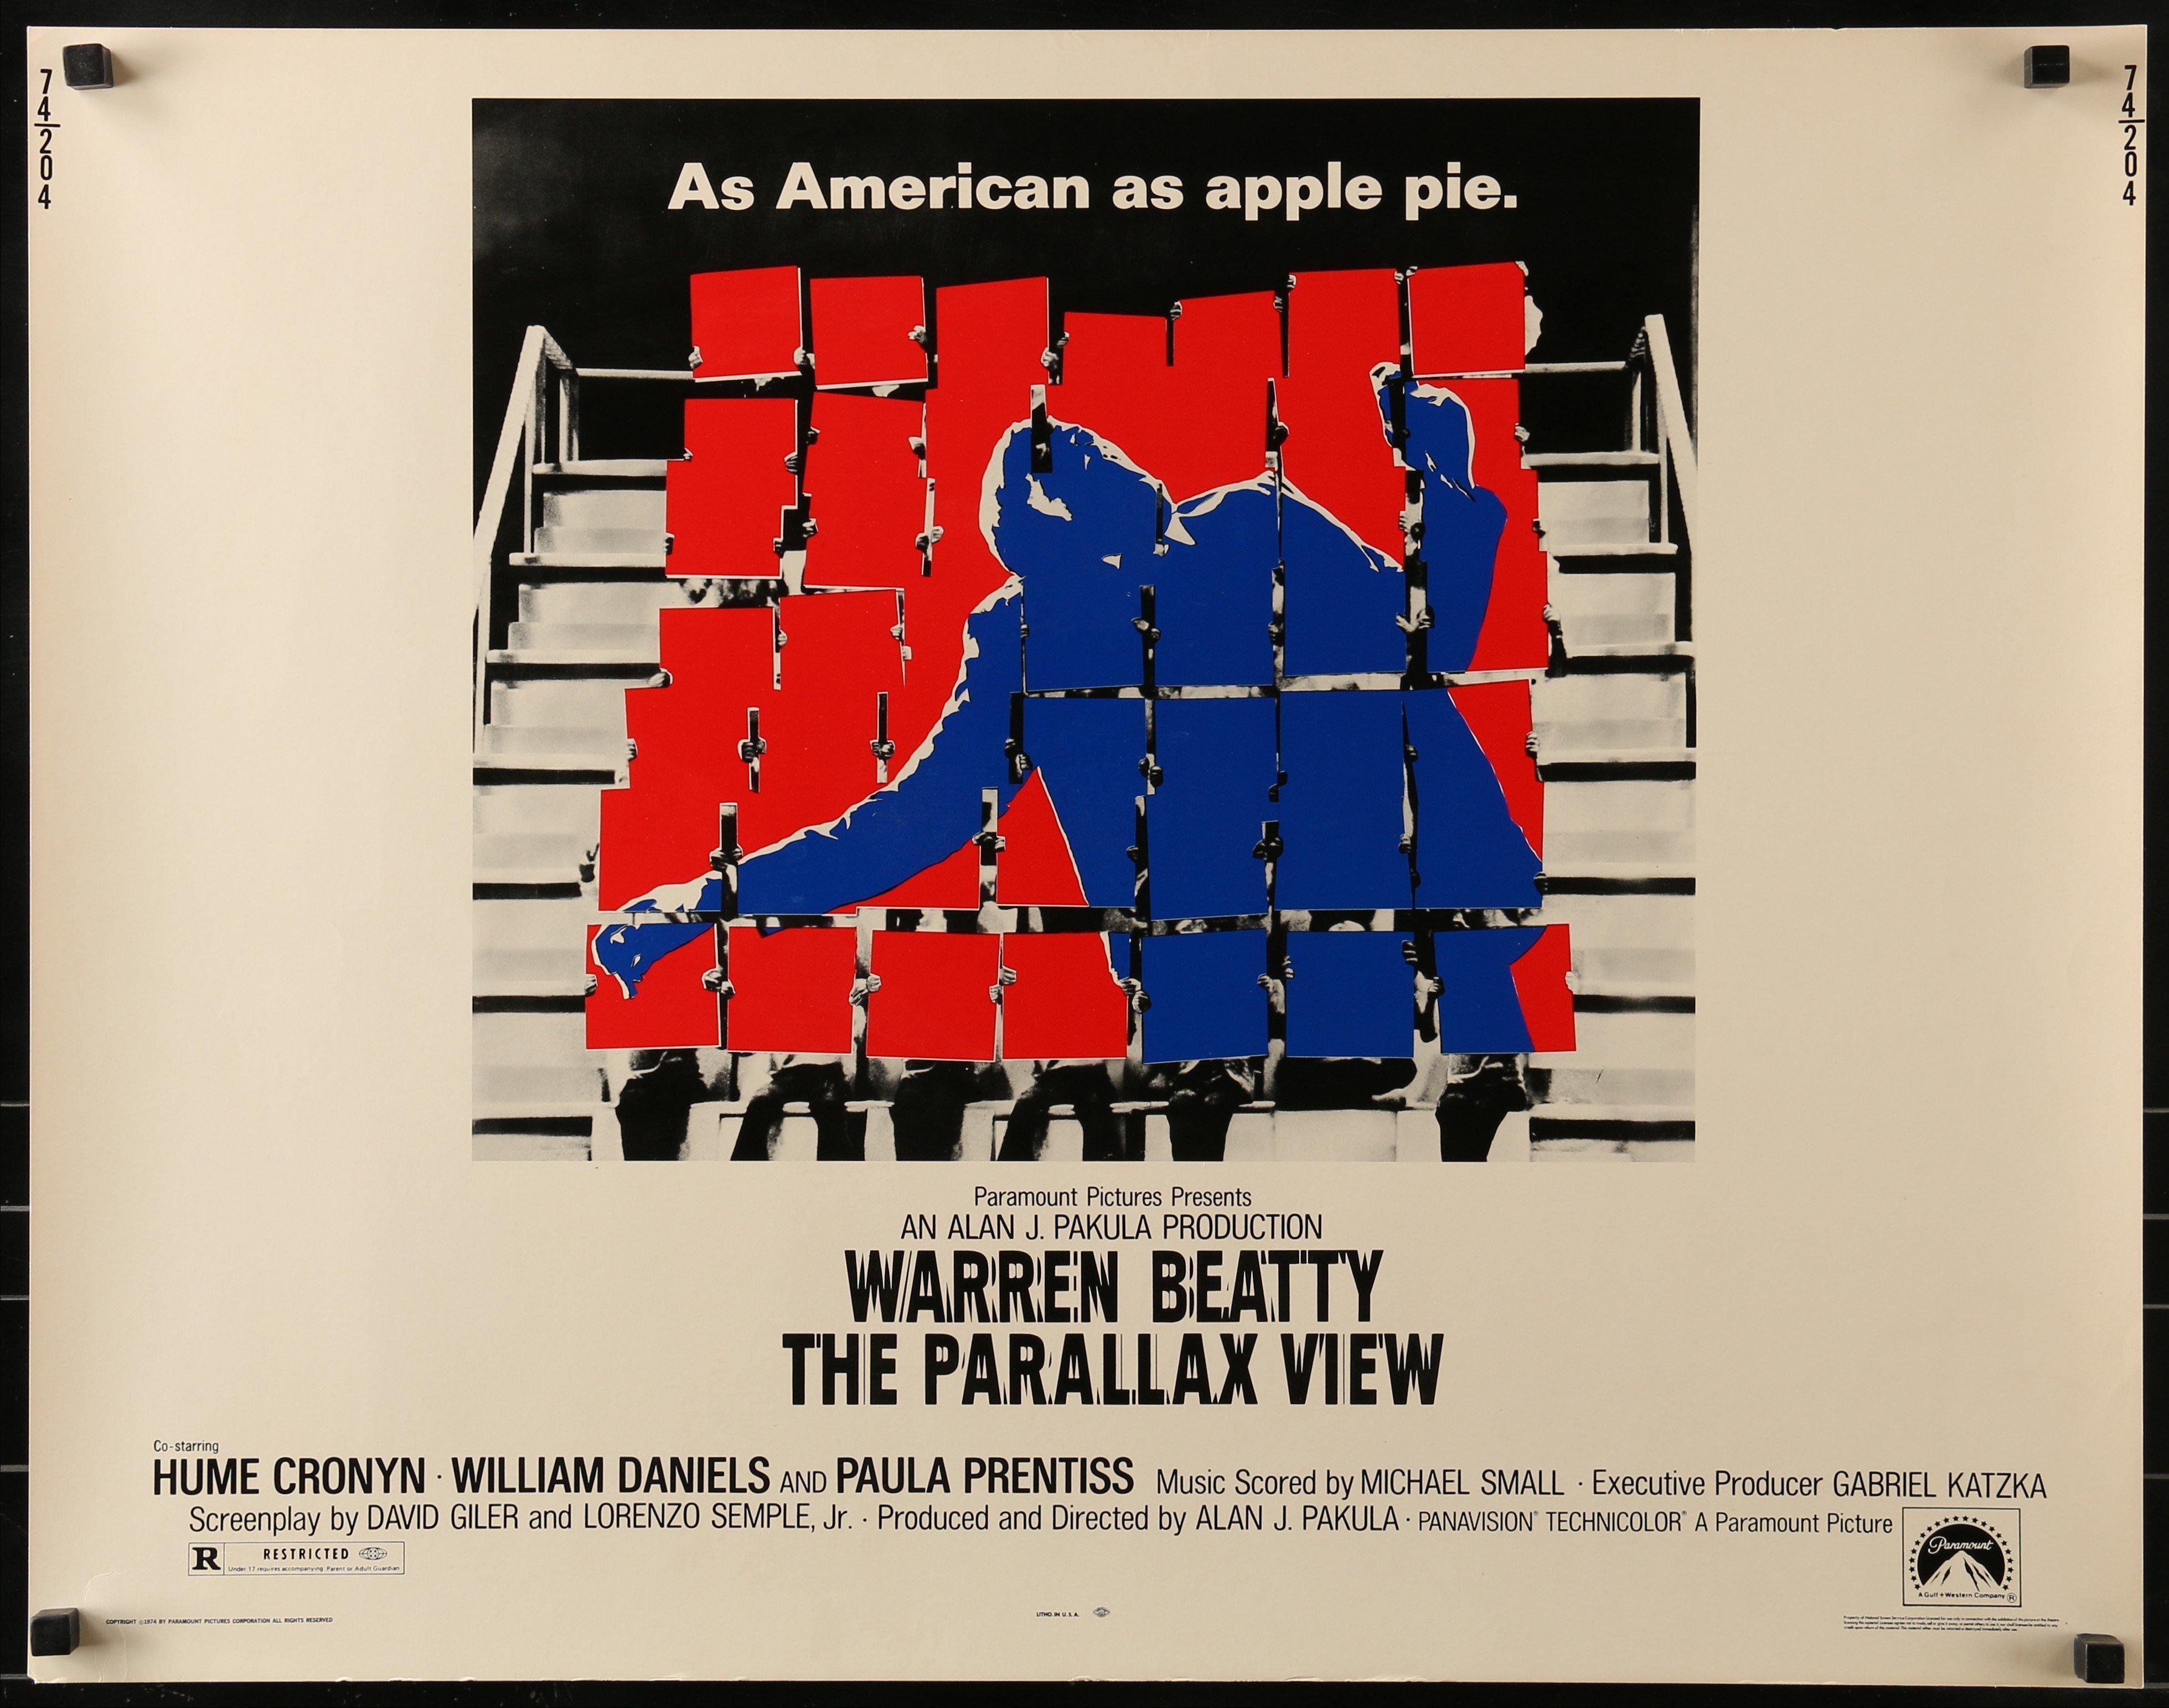 74/204
74/204
As American as apple pie.
Paramount Pictures Presents
AN ALAN J. PAKULA PRODUCTION
WARREN BEATTY
THE PARALLAX VIEW
Co-starring
HUME CRONYN · WILLIAM DANIELS AND PAULA PRENTISS Music Scored by MICHAEL SMALL · Executive Producer GABRIEL KATZKA
Screenplay by DAVID GILER and LORENZO SEMPLE, Jr. · Produced and Directed by ALAN J. PAKULA · PANAVISION® TECHNICOLOR® A Paramount Picture
R RESTRICTED
Under 17 requires accompanying Parent or Adult Guardian
Paramount
A Gulf+Western Company ®
COPYRIGHT ©1974 BY PARAMOUNT PICTURES CORPORATION ALL RIGHTS RESERVED
LITHO. IN U.S.A.